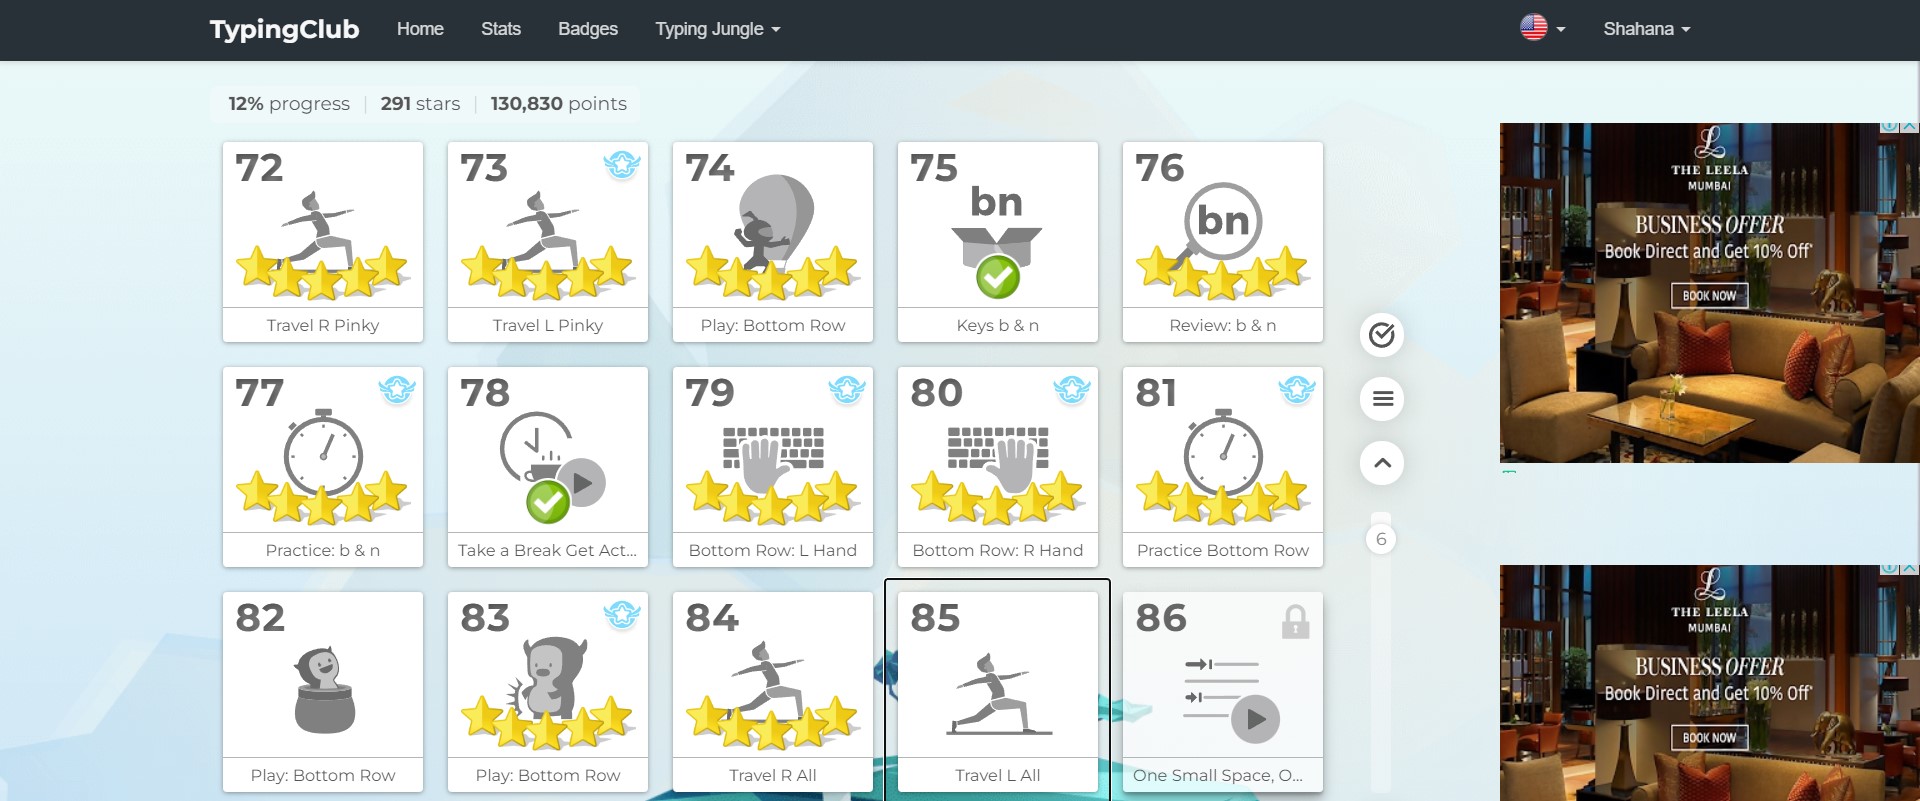 TypingClub Home Stats Badges Typing Jungle Shahana
12% progress 291 stars 130,830 points
72 73 74 75 76
bn bn
Travel R Pinky Travel L Pinky Play: Bottom Row Keys b & n Review: b & n
77 78 79 80 81
Practice: b & n Take a Break Get Act... Bottom Row: L Hand Bottom Row: R Hand Practice Bottom Row
6
82 83 84 85 86
Play: Bottom Row Play: Bottom Row Travel R All Travel L All One Small Space, O...
L
THE LEELA
MUMBAI
BUSINESS OFFER
Book Direct and Get 10% Off*
BOOK NOW
L
THE LEELA
MUMBAI
BUSINESS OFFER
Book Direct and Get 10% Off*
BOOK NOW